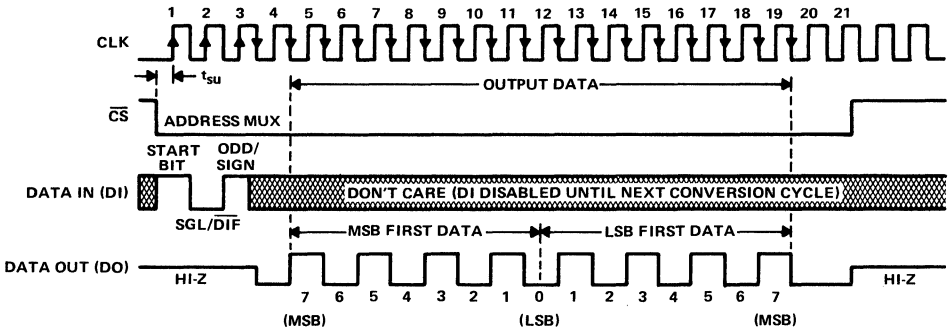 1 2 3 4 5 6 7 8 9 10 11 12 13 14 15 16 17 18 19 20 21
CLK
tsu
OUTPUT DATA
CS
ADDRESS MUX
START BIT
ODD/SIGN
DATA IN (DI)
DON'T CARE (DI DISABLED UNTIL NEXT CONVERSION CYCLE)
SGL/DIF
MSB FIRST DATA
LSB FIRST DATA
DATA OUT (DO)
HI-Z
HI-Z
7 6 5 4 3 2 1 0 1 2 3 4 5 6 7
(MSB) (LSB) (MSB)